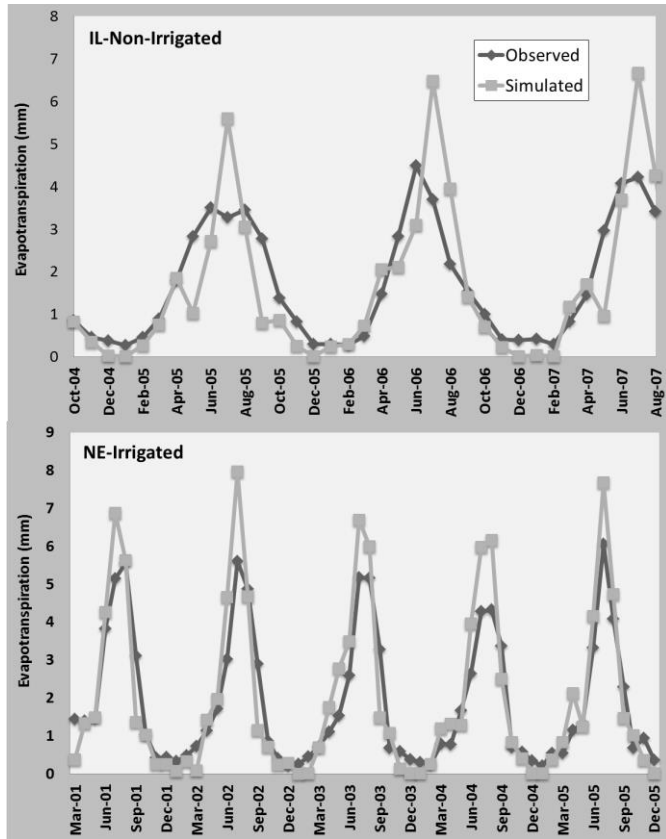 IL-Non-Irrigated
Observed
Simulated
Evapotranspiration (mm)
8
7
6
5
4
3
2
1
0
Oct-04
Dec-04
Feb-05
Apr-05
Jun-05
Aug-05
Oct-05
Dec-05
Feb-06
Apr-06
Jun-06
Aug-06
Oct-06
Dec-06
Feb-07
Apr-07
Jun-07
Aug-07
NE-Irrigated
Evapotranspiration (mm)
9
8
7
6
5
4
3
2
1
0
Mar-01
Jun-01
Sep-01
Dec-01
Mar-02
Jun-02
Sep-02
Dec-02
Mar-03
Jun-03
Sep-03
Dec-03
Mar-04
Jun-04
Sep-04
Dec-04
Mar-05
Jun-05
Sep-05
Dec-05